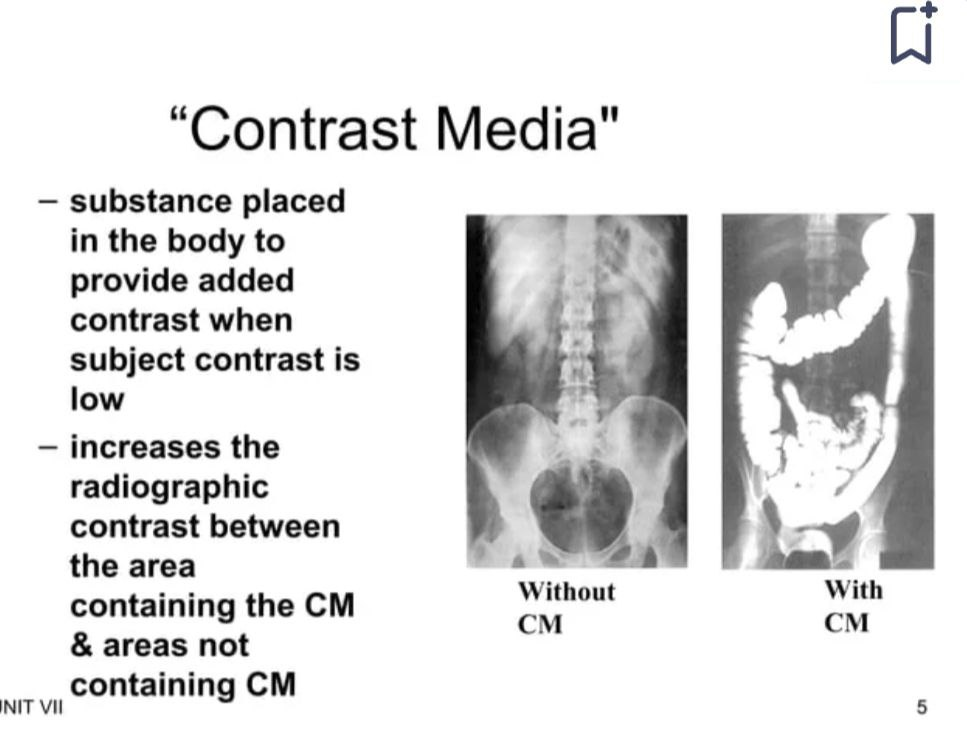 “Contrast Media"
– substance placed
in the body to
provide added
contrast when
subject contrast is
low
– increases the
radiographic
contrast between
the area
containing the CM
& areas not
containing CM
Without
CM
With
CM
UNIT VII
5